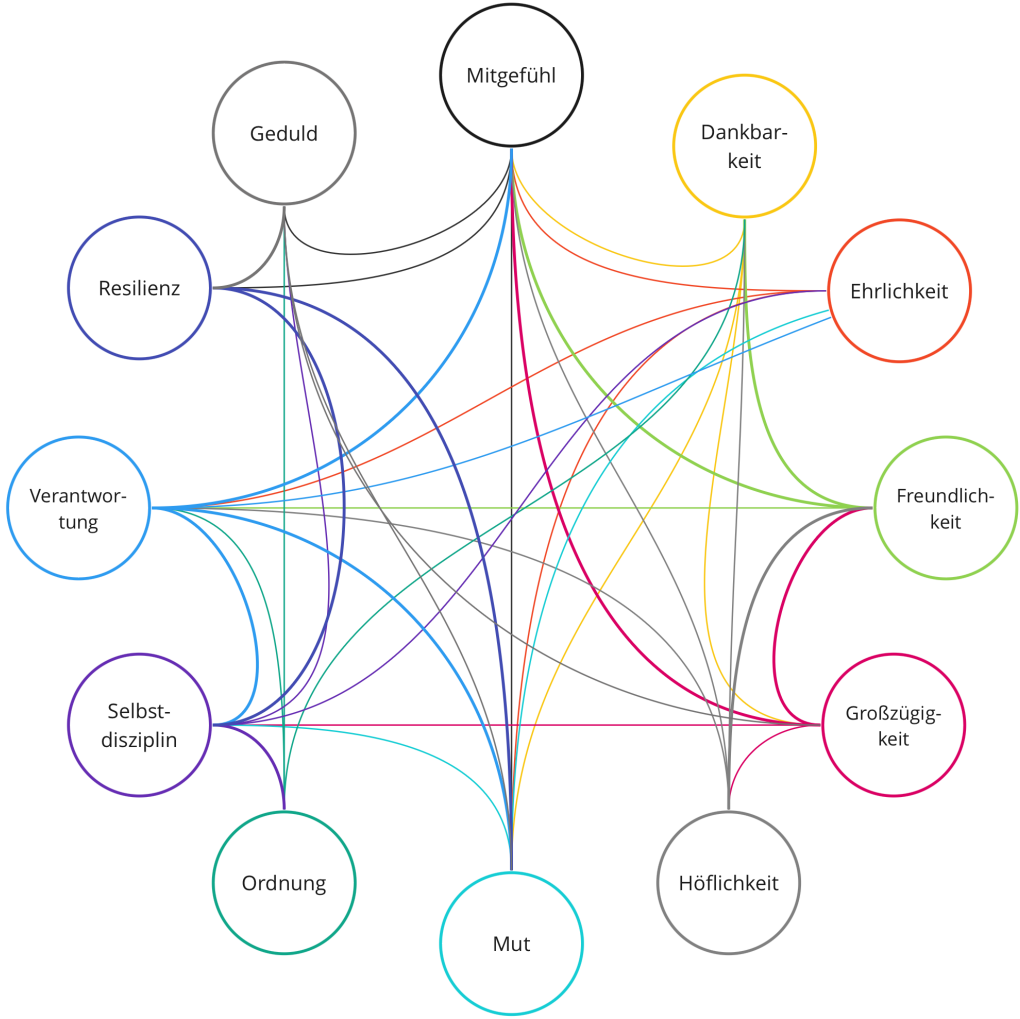 Mitgefühl
Dankbar-
keit
Ehrlichkeit
Freundlich-
keit
Großzügig-
keit
Höflichkeit
Mut
Ordnung
Selbst-
disziplin
Verantwor-
tung
Resilienz
Geduld